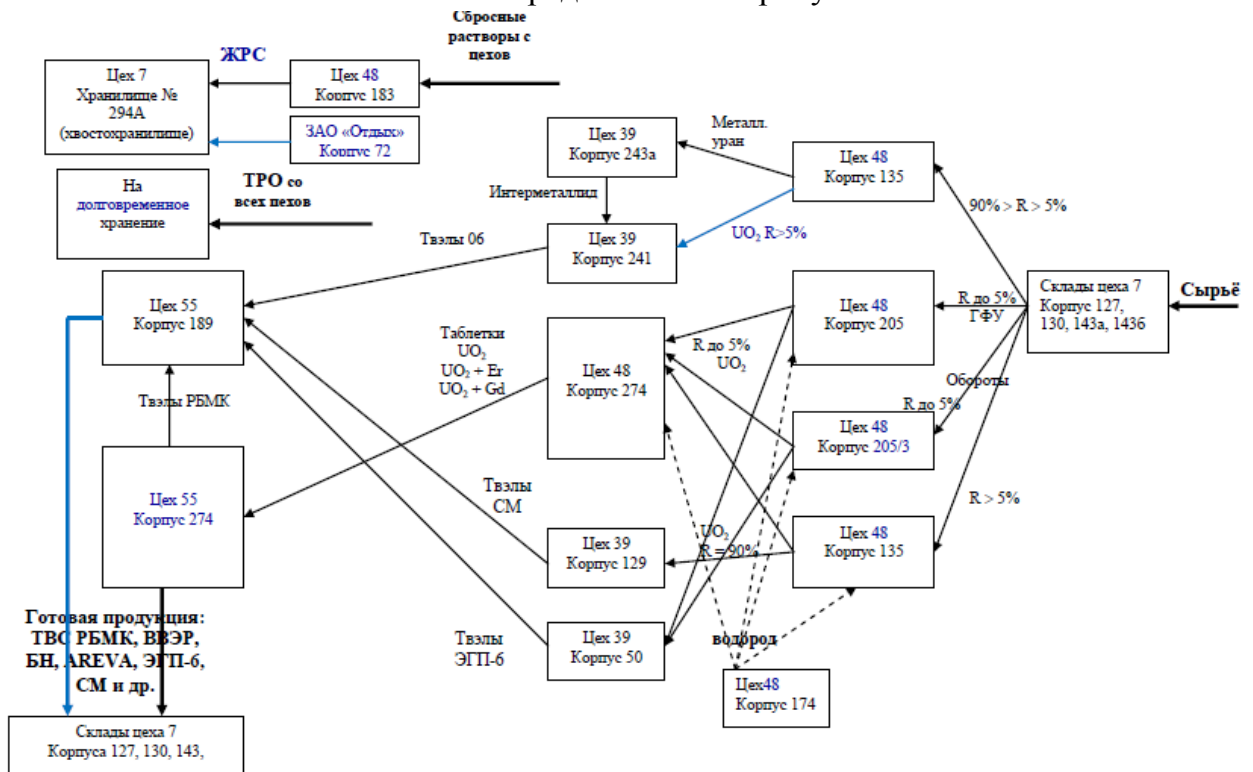 Сбросные
растворы с
цехов
ЖРС
Цех 7
Хранилище №
294А
(хвостохранилище)
Цех 48
Корпус 183
ЗАО «Отдых»
Корпус 72
На
долговременное
хранение
ТРО со
всех цехов
Цех 39
Корпус 243а
Металл.
уран
Цех 48
Корпус 135
90% > R > 5%
Интерметаллид
UO₂ R>5%
Твэлы 06
Цех 39
Корпус 241
Цех 55
Корпус 189
Цех 48
Корпус 205
R до 5%
ГФУ
Склады цеха 7
Корпус 127,
130, 143а, 143б
Сырьё
Таблетки
UO₂
UO₂ + Er
UO₂ + Gd
Цех 48
Корпус 274
R до 5%
UO₂
Обороты
R до 5%
Твэлы РБМК
Цех 48
Корпус 205/3
Цех 55
Корпус 274
Твэлы
СМ
R > 5%
UO₂
R = 90%
Цех 39
Корпус 129
Цех 48
Корпус 135
Готовая продукция:
ТВС РБМК, ВВЭР,
БН, AREVA, ЭГП-6,
СМ и др.
Твэлы
ЭГП-6
Цех 39
Корпус 50
водород
Цех48
Корпус 174
Склады цеха 7
Корпуса 127, 130, 143,